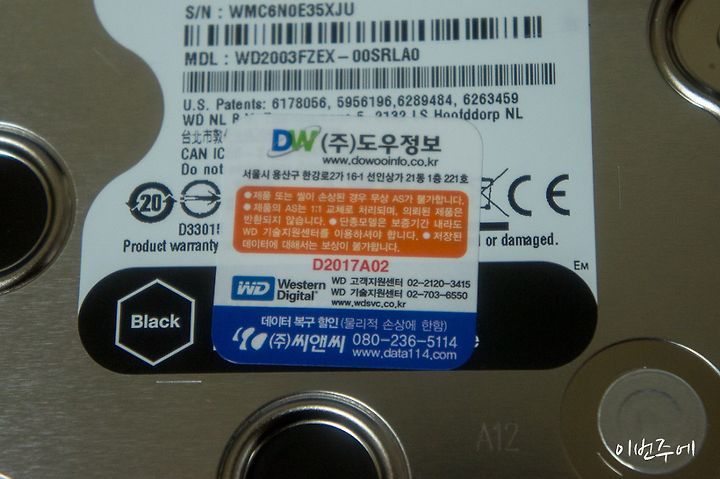 S/N : WMC6N0E35XJU
MDL : WD2003FZEX-00SRLA0
U.S. Patents: 6178056, 5956196,6289484, 6263459
WD NL
2132 LS Hoofddorp NL
台北市敦
CAN IC
Do not
DW (주)도우정보
www.dowooinfo.co.kr
서울시 용산구 한강로2가 16-1 선인상가 21동 1층 221호
● 제품 또는 씰이 손상된 경우 무상 AS가 불가합니다.
● 제품의 AS는 1:1 교체로 처리되며, 의뢰된 제품은
반환되지 않습니다. ● 단종모델은 보증기간 내라도
WD 기술지원센터를 이용하셔야 합니다. ● 저장된
데이터에 대해서는 보상이 불가합니다.
20
CE
D3301
Product warranty
or damaged.
D2017A02
WD Western Digital
WD 고객지원센터 02-2120-3415
WD 기술지원센터 02-703-6550
www.wdsvc.co.kr
EM
Black
데이터 복구 할인 (물리적 손상에 한함)
(주)씨앤씨 080-236-5114
www.data114.com
e
A12
이번주에